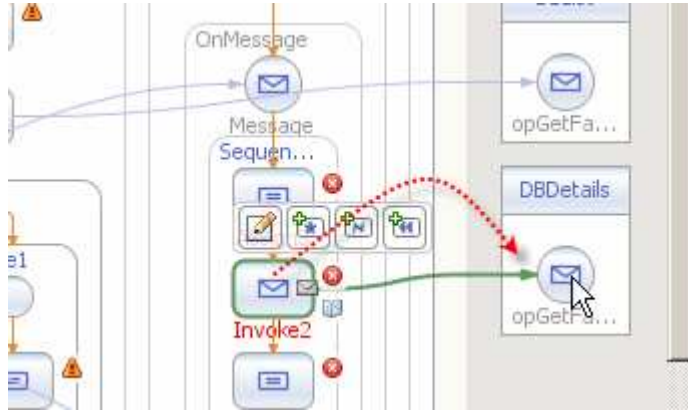 OnMessage
Message
Sequen...
opGetFa...
DBDetails
e1
Invoke2
opGetFa...